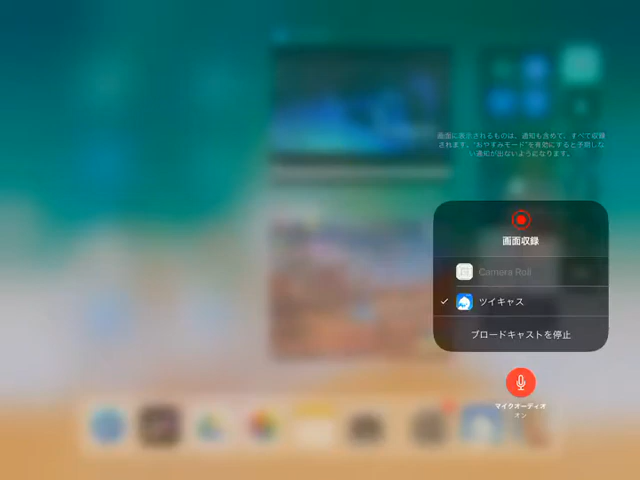 画面に表示されるものは、通知も含めて、すべて収録
されます。"おやすみモード"を有効にすると予期しな
い通知が出ないようになります。
画面収録
Camera Roll
ツイキャス
ブロードキャストを停止
マイクオーディオ
オン